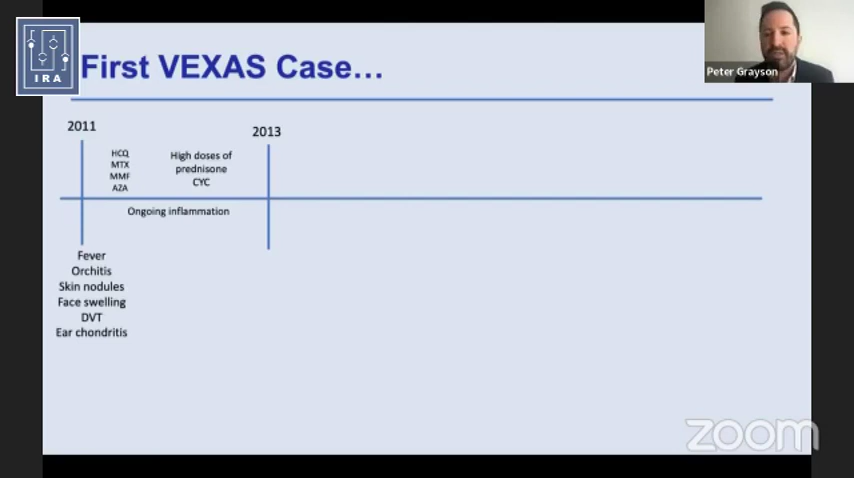 IRA
First VEXAS Case...
Peter Grayson
2011
2013
HCQ
MTX
MMF
AZA
High doses of
prednisone
CYC
Ongoing inflammation
Fever
Orchitis
Skin nodules
Face swelling
DVT
Ear chondritis
zoom